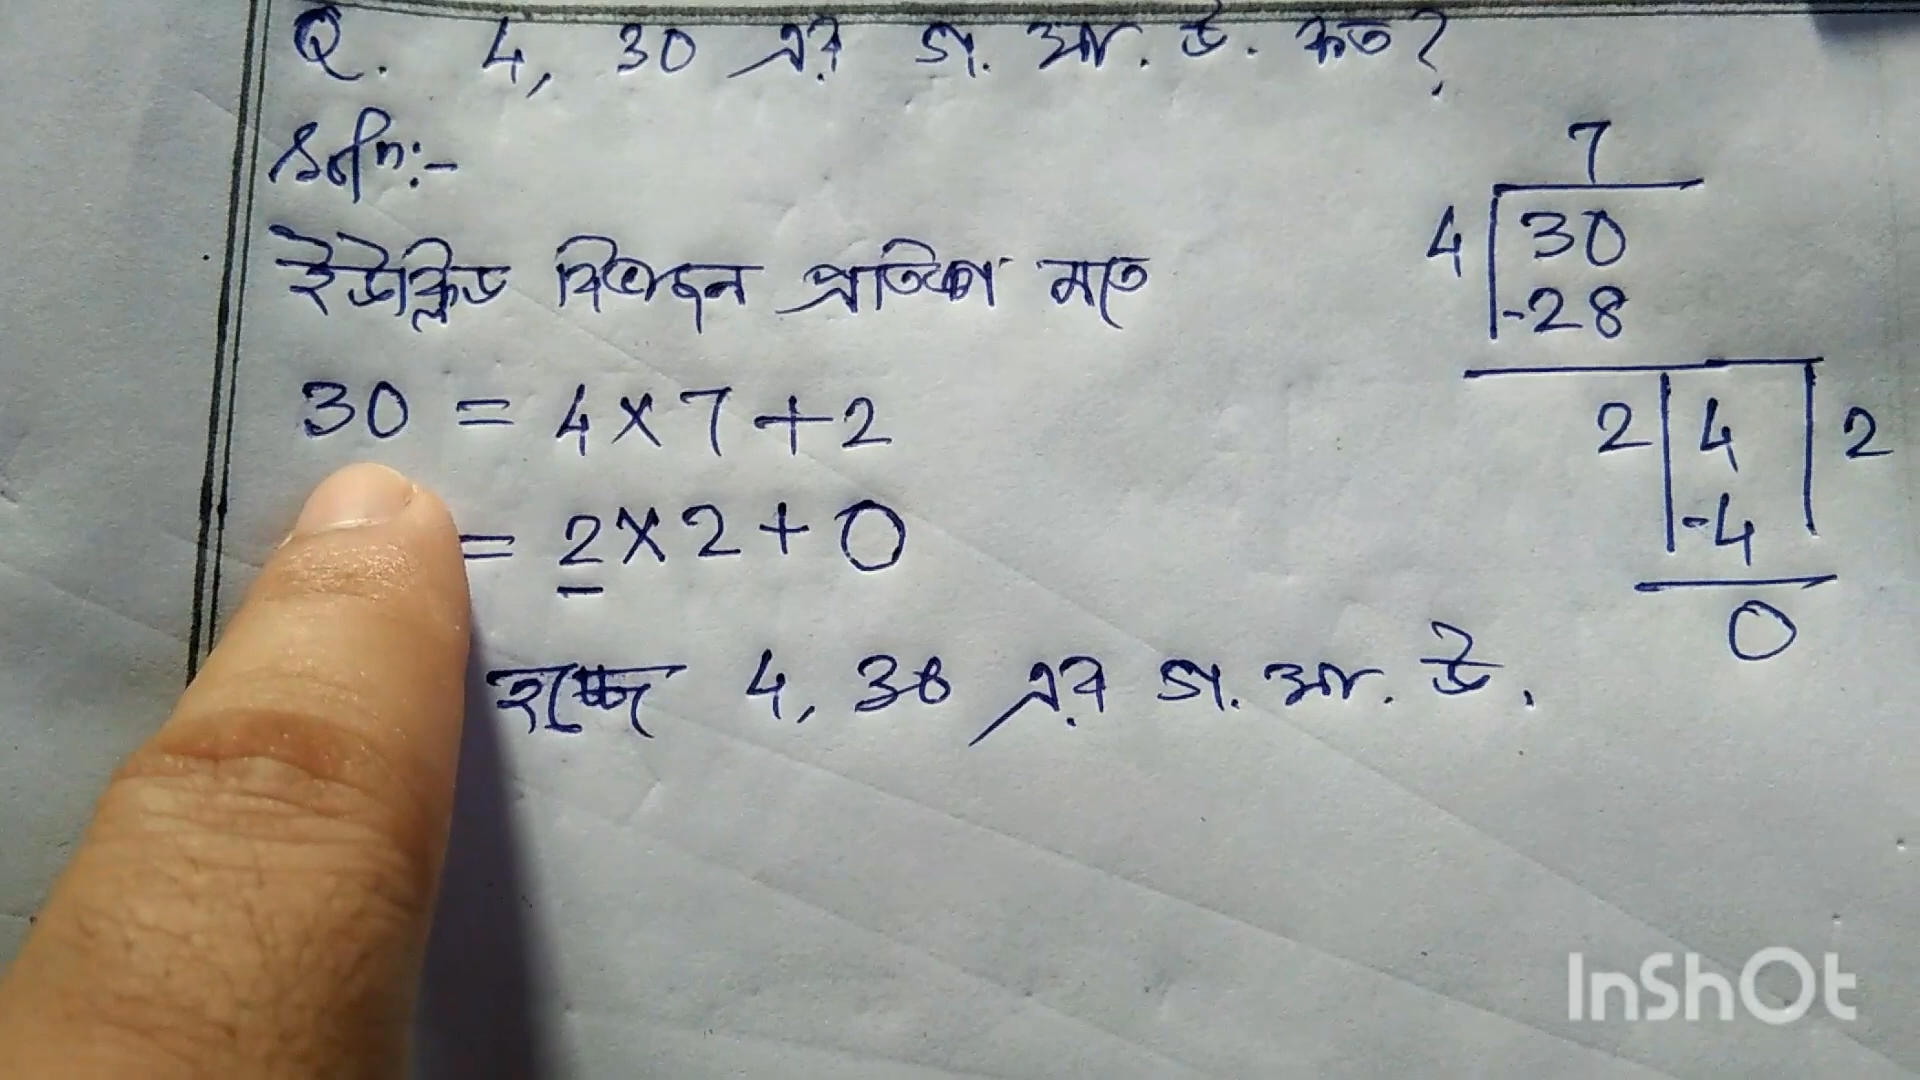 Q. 4, 30 এর গ. সা. উ. কত?
Soln:-
ইউক্লিড বিভাজন প্রতিজ্ঞা মতে
30 = 4×7+2
= 2×2+0
হচ্ছে 4, 30 এর গ. সা. উ.
7
4 30
-28
2 4 2
-4
0
InShOt